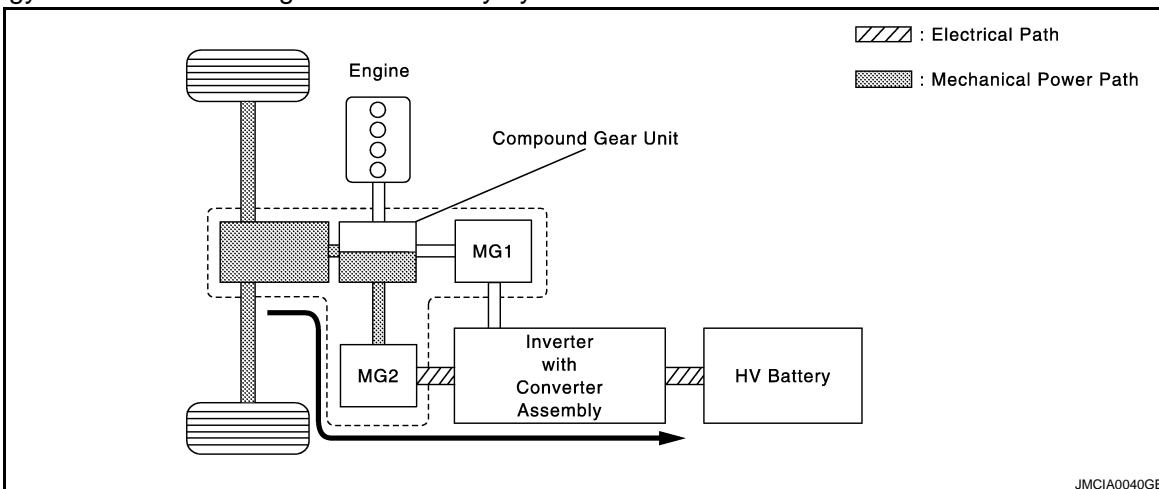 : Electrical Path
Engine
: Mechanical Power Path
Compound Gear Unit
MG1
Inverter
with
Converter
Assembly
MG2
HV Battery
JMCIA0040GB